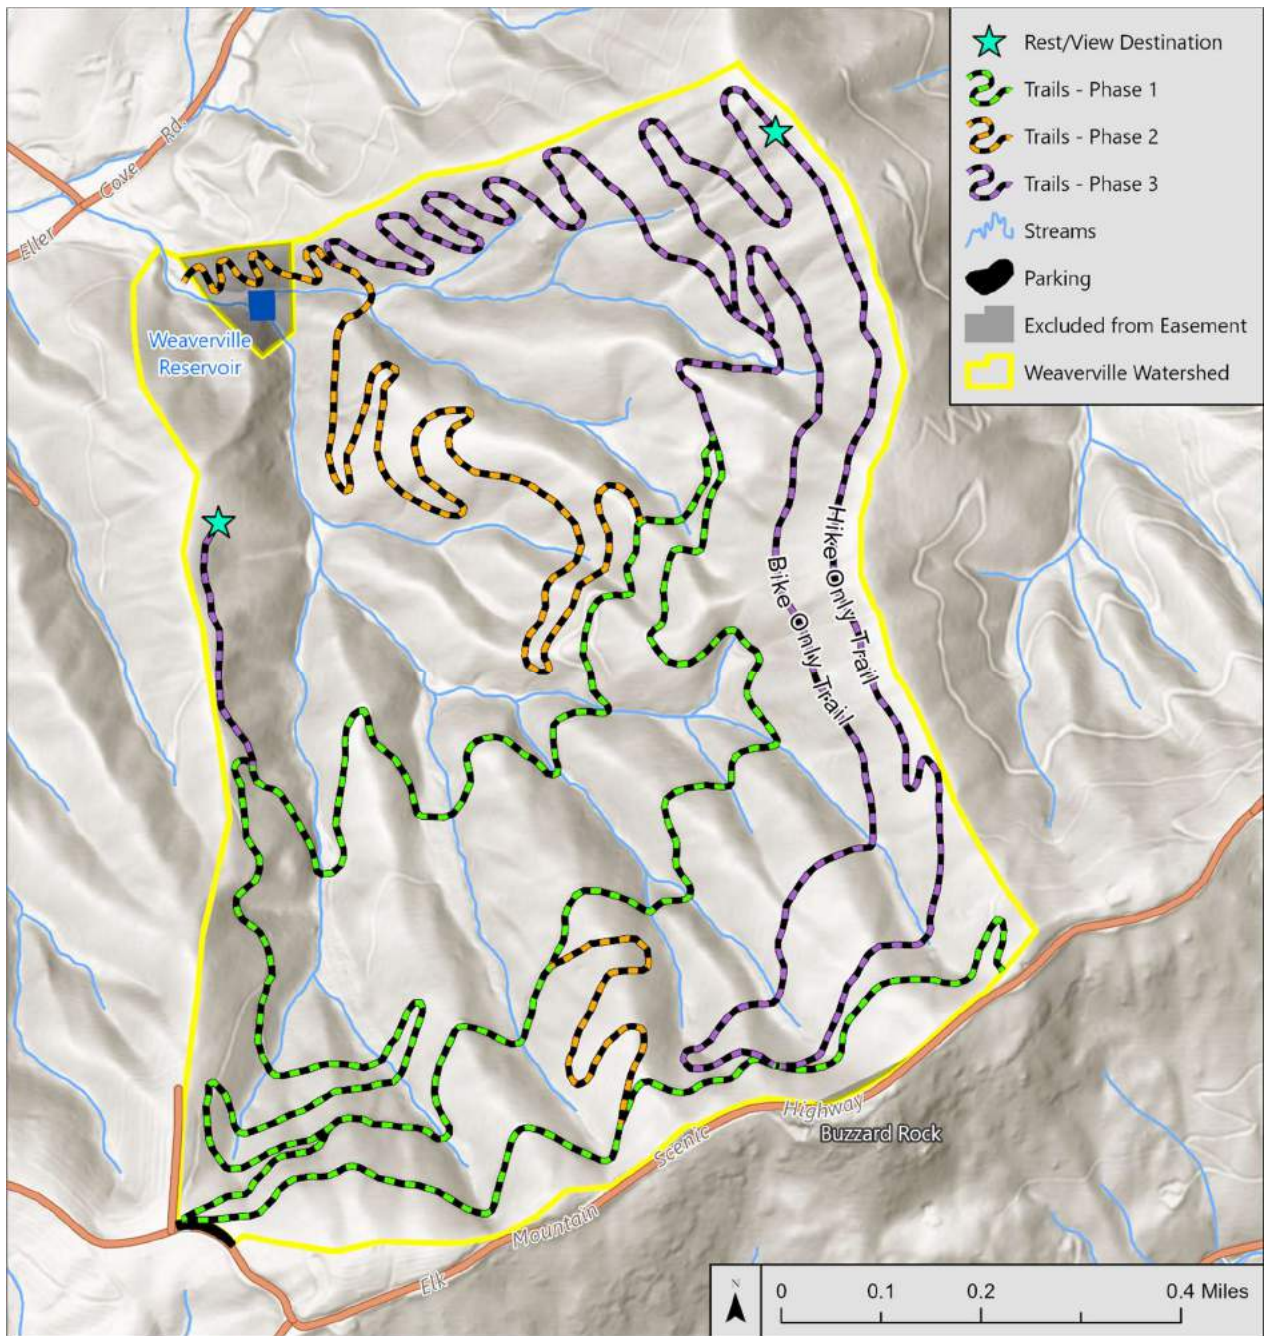 Rest/View Destination
Trails - Phase 1
Trails - Phase 2
Trails - Phase 3
Streams
Parking
Excluded from Easement
Weaverville Watershed
Eller Cove Rd.
Weaverville
Reservoir
Hike Only Trail
Bike Only Trail
Elk Mountain Scenic Highway
Buzzard Rock
N
0 0.1 0.2 0.4 Miles